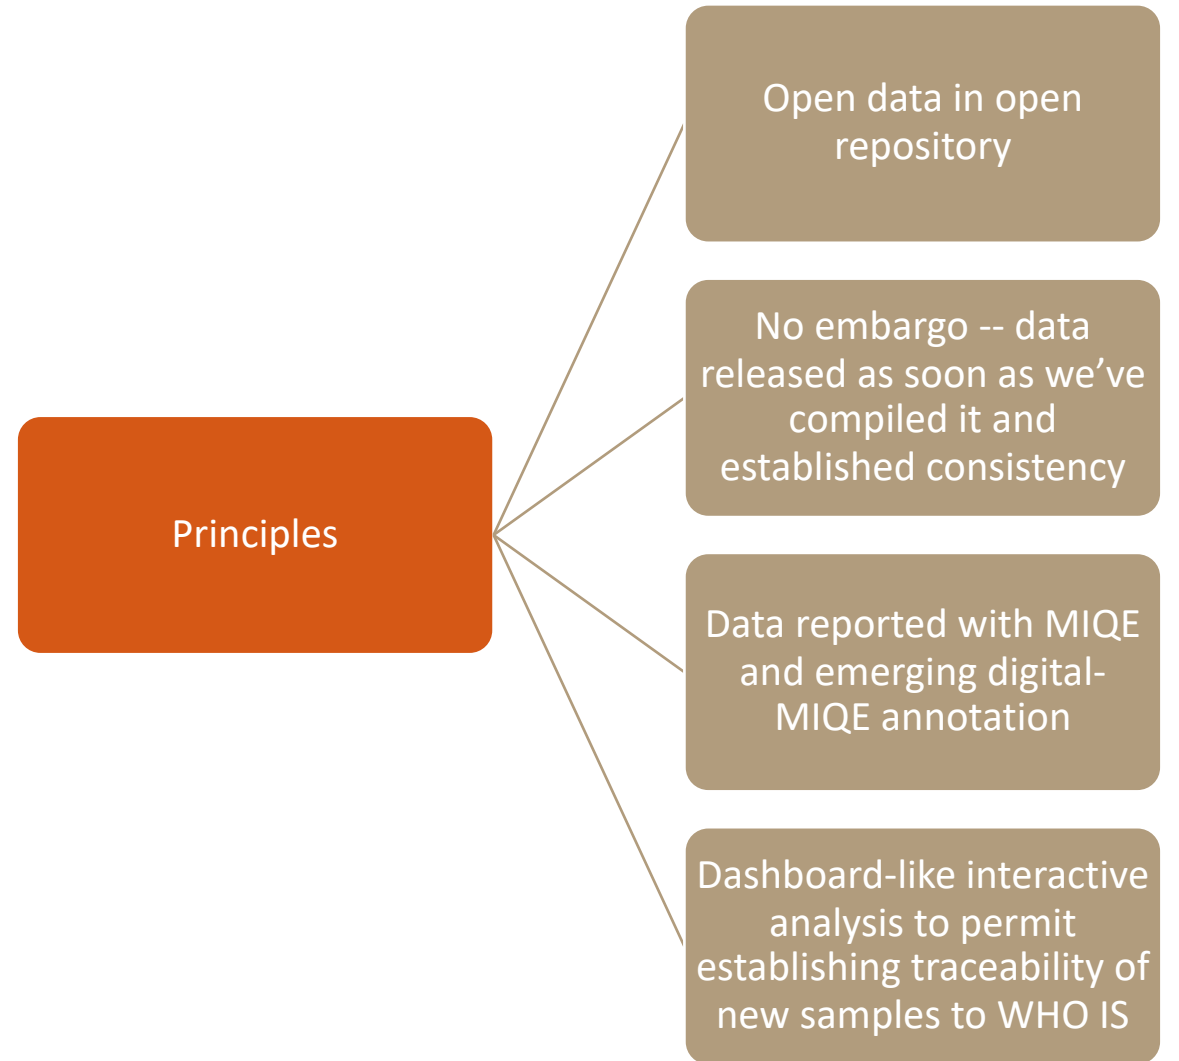 Principles
Open data in open
repository
No embargo -- data
released as soon as we’ve
compiled it and
established consistency
Data reported with MIQE
and emerging digital-
MIQE annotation
Dashboard-like interactive
analysis to permit
establishing traceability of
new samples to WHO IS